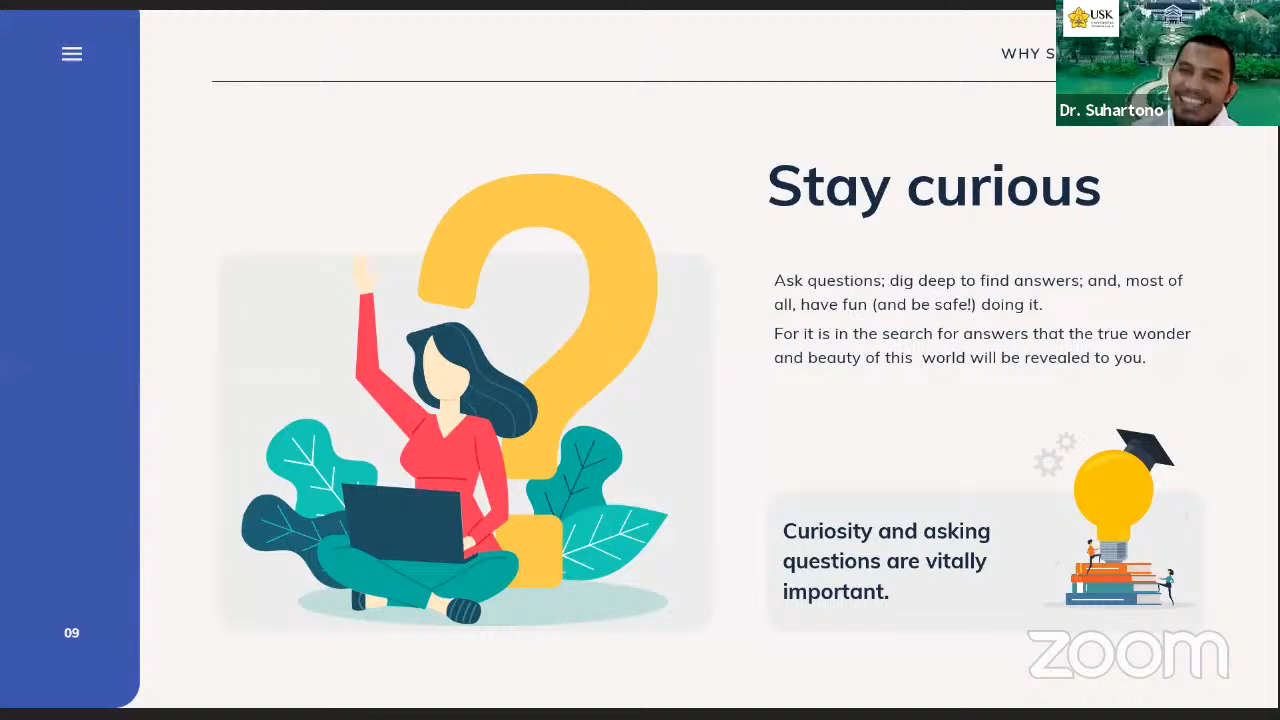 WHY S
USK
Dr. Suhartono
Stay curious
Ask questions; dig deep to find answers; and, most of
all, have fun (and be safe!) doing it.
For it is in the search for answers that the true wonder
and beauty of this world will be revealed to you.
Curiosity and asking
questions are vitally
important.
09
zoom